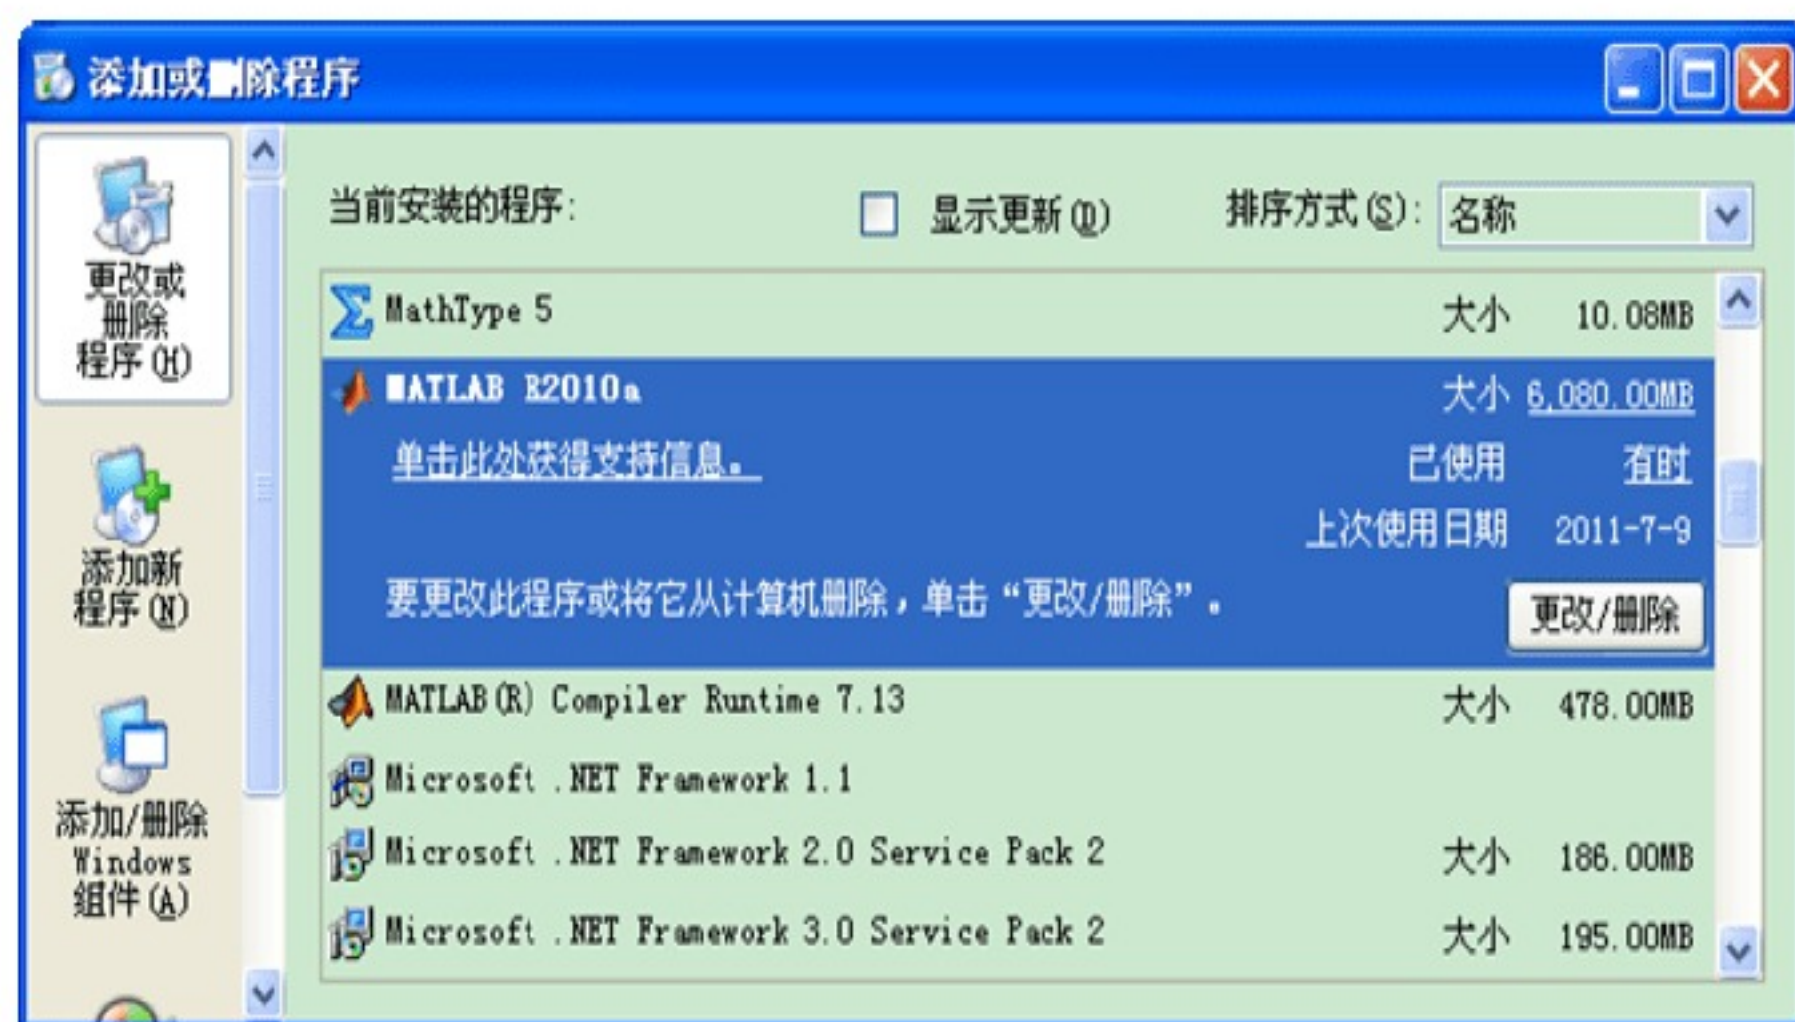 添加或删除程序
更改或
删除
程序(H)
添加新
程序(N)
添加/删除
Windows
组件(A)
当前安装的程序:
显示更新(D)
排序方式(S):
名称
MathType 5 大小 10.08MB
MATLAB R2010a 大小 6,080.00MB
单击此处获得支持信息。 已使用 有时
上次使用日期 2011-7-9
要更改此程序或将它从计算机删除，单击“更改/删除”。
更改/删除
MATLAB(R) Compiler Runtime 7.13 大小 478.00MB
Microsoft .NET Framework 1.1
Microsoft .NET Framework 2.0 Service Pack 2 大小 186.00MB
Microsoft .NET Framework 3.0 Service Pack 2 大小 195.00MB